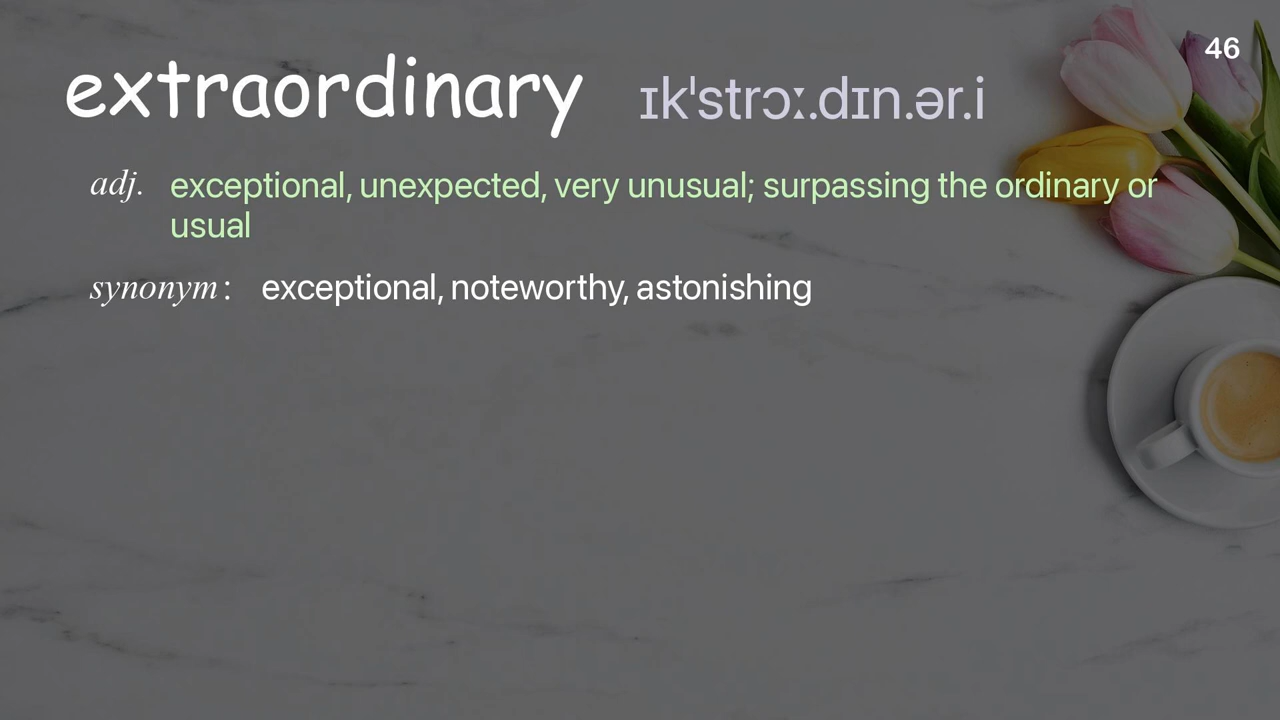 46
extraordinary ɪkˈstrɔː.dɪn.ər.i
adj. exceptional, unexpected, very unusual; surpassing the ordinary or
usual
synonym: exceptional, noteworthy, astonishing